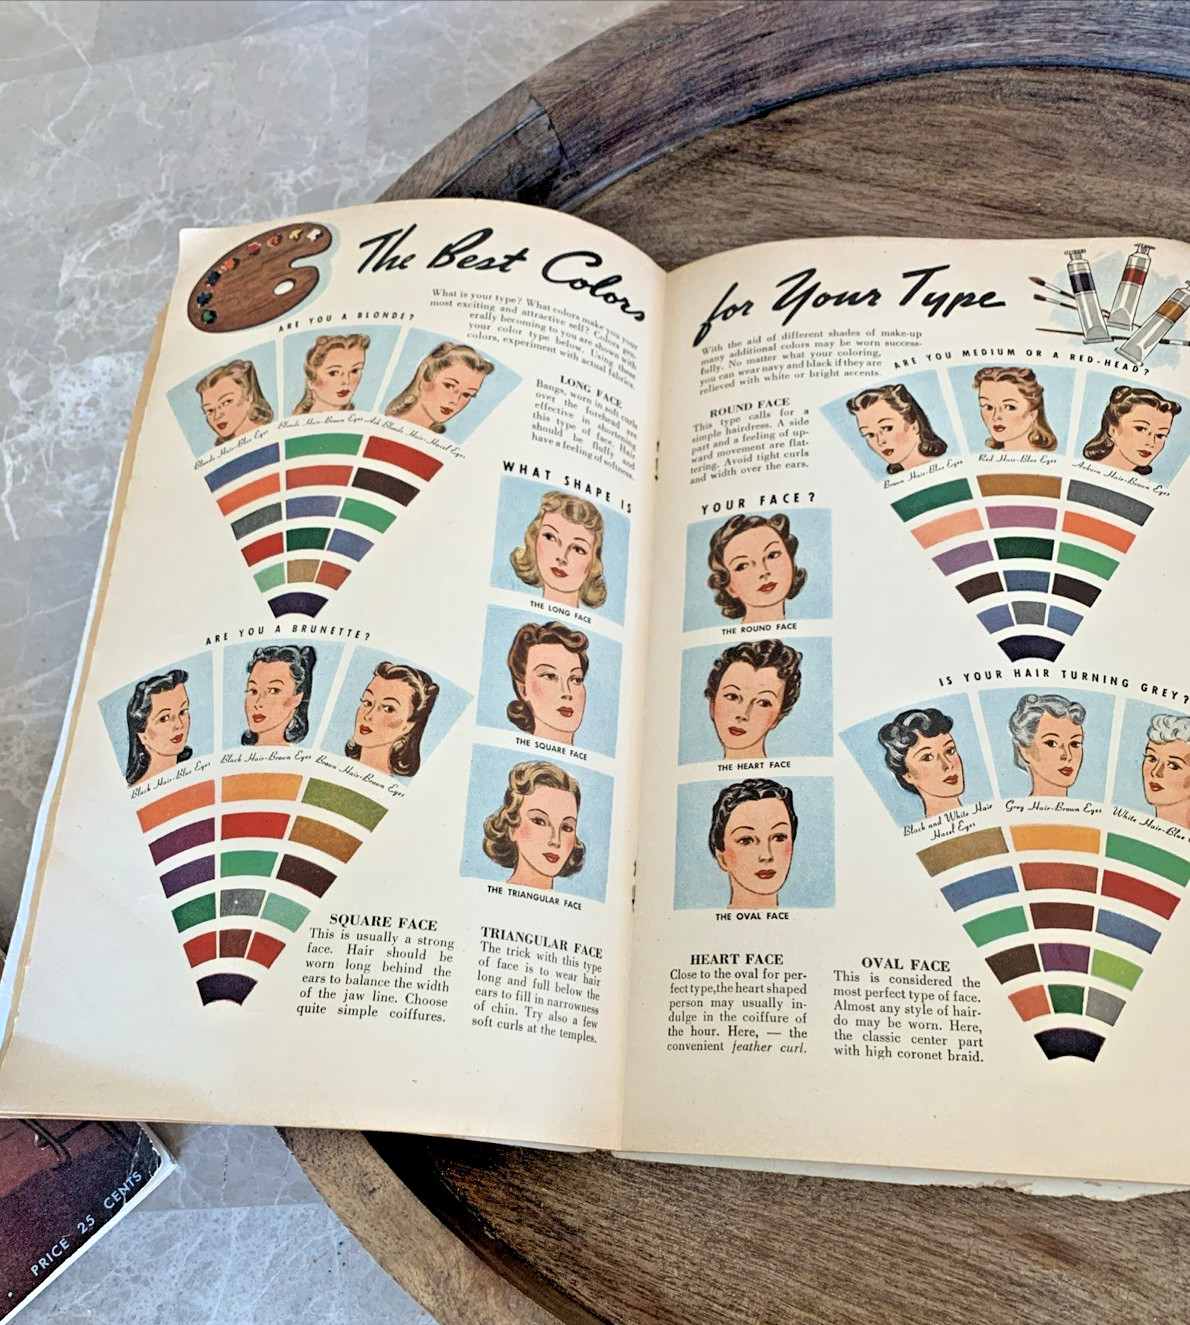 The Best Colors
What is your type? What colors make you your
most exciting and attractive self? Colors gen-
erally becoming to you are shown with
your color type below. Using these
colors, experiment with actual fabrics.
ARE YOU A BLONDE?
Blonde Hair-Blue Eyes
Blonde Hair-Brown Eyes
Ash Blonde Hair-Hazel Eyes
LONG FACE
Bangs, worn in soft curls
over the forehead are
effective in shortening
this type of face. Hair
should be fluffy and
have a feeling of softness.
WHAT SHAPE IS
THE LONG FACE
THE SQUARE FACE
THE TRIANGULAR FACE
ARE YOU A BRUNETTE?
Black Hair-Blue Eyes
Black Hair-Brown Eyes
Brown Hair-Brown Eyes
SQUARE FACE
This is usually a strong
face. Hair should be
worn long behind the
ears to balance the width
of the jaw line. Choose
quite simple coiffures.
TRIANGULAR FACE
The trick with this type
of face is to wear hair
long and full below the
ears to fill in narrowness
of chin. Try also a few
soft curls at the temples.
for Your Type
With the aid of different shades of make-up
many additional colors may be worn success-
fully. No matter what your coloring,
you can wear navy and black if they are
relieved with white or bright accents.
ROUND FACE
This type calls for a
simple hairdress. A side
part and a feeling of up-
ward movement are flat-
tering. Avoid tight curls
and width over the ears.
YOUR FACE?
THE ROUND FACE
THE HEART FACE
THE OVAL FACE
ARE YOU MEDIUM OR A RED-HEAD?
Brown Hair-Blue Eyes
Red Hair-Blue Eyes
Auburn Hair-Brown Eyes
IS YOUR HAIR TURNING GREY?
Black and White Hair
Hazel Eyes
Grey Hair-Brown Eyes
White Hair-Blue
HEART FACE
Close to the oval for per-
fect type, the heart shaped
person may usually in-
dulge in the coiffure of
the hour. Here, — the
convenient feather curl.
OVAL FACE
This is considered the
most perfect type of face.
Almost any style of hair-
do may be worn. Here,
the classic center part
with high coronet braid.
PRICE 25 CENTS